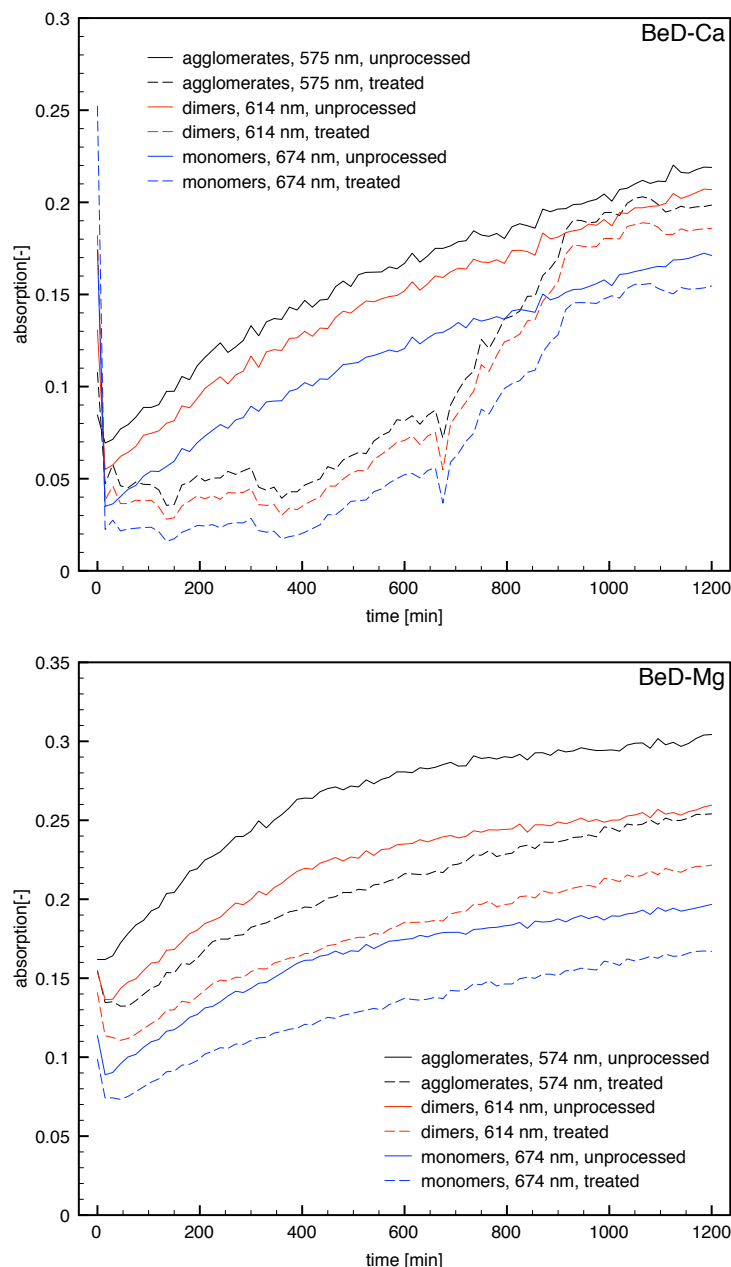 BeD-Ca
agglomerates, 575 nm, unprocessed
agglomerates, 575 nm, treated
dimers, 614 nm, unprocessed
dimers, 614 nm, treated
monomers, 674 nm, unprocessed
monomers, 674 nm, treated
absorption[-]
0.3
0.25
0.2
0.15
0.1
0.05
0
0 200 400 600 800 1000 1200
time [min]
BeD-Mg
absorption[-]
0.35
0.3
0.25
0.2
0.15
0.1
0.05
0
agglomerates, 574 nm, unprocessed
agglomerates, 574 nm, treated
dimers, 614 nm, unprocessed
dimers, 614 nm, treated
monomers, 674 nm, unprocessed
monomers, 674 nm, treated
0 200 400 600 800 1000 1200
time [min]